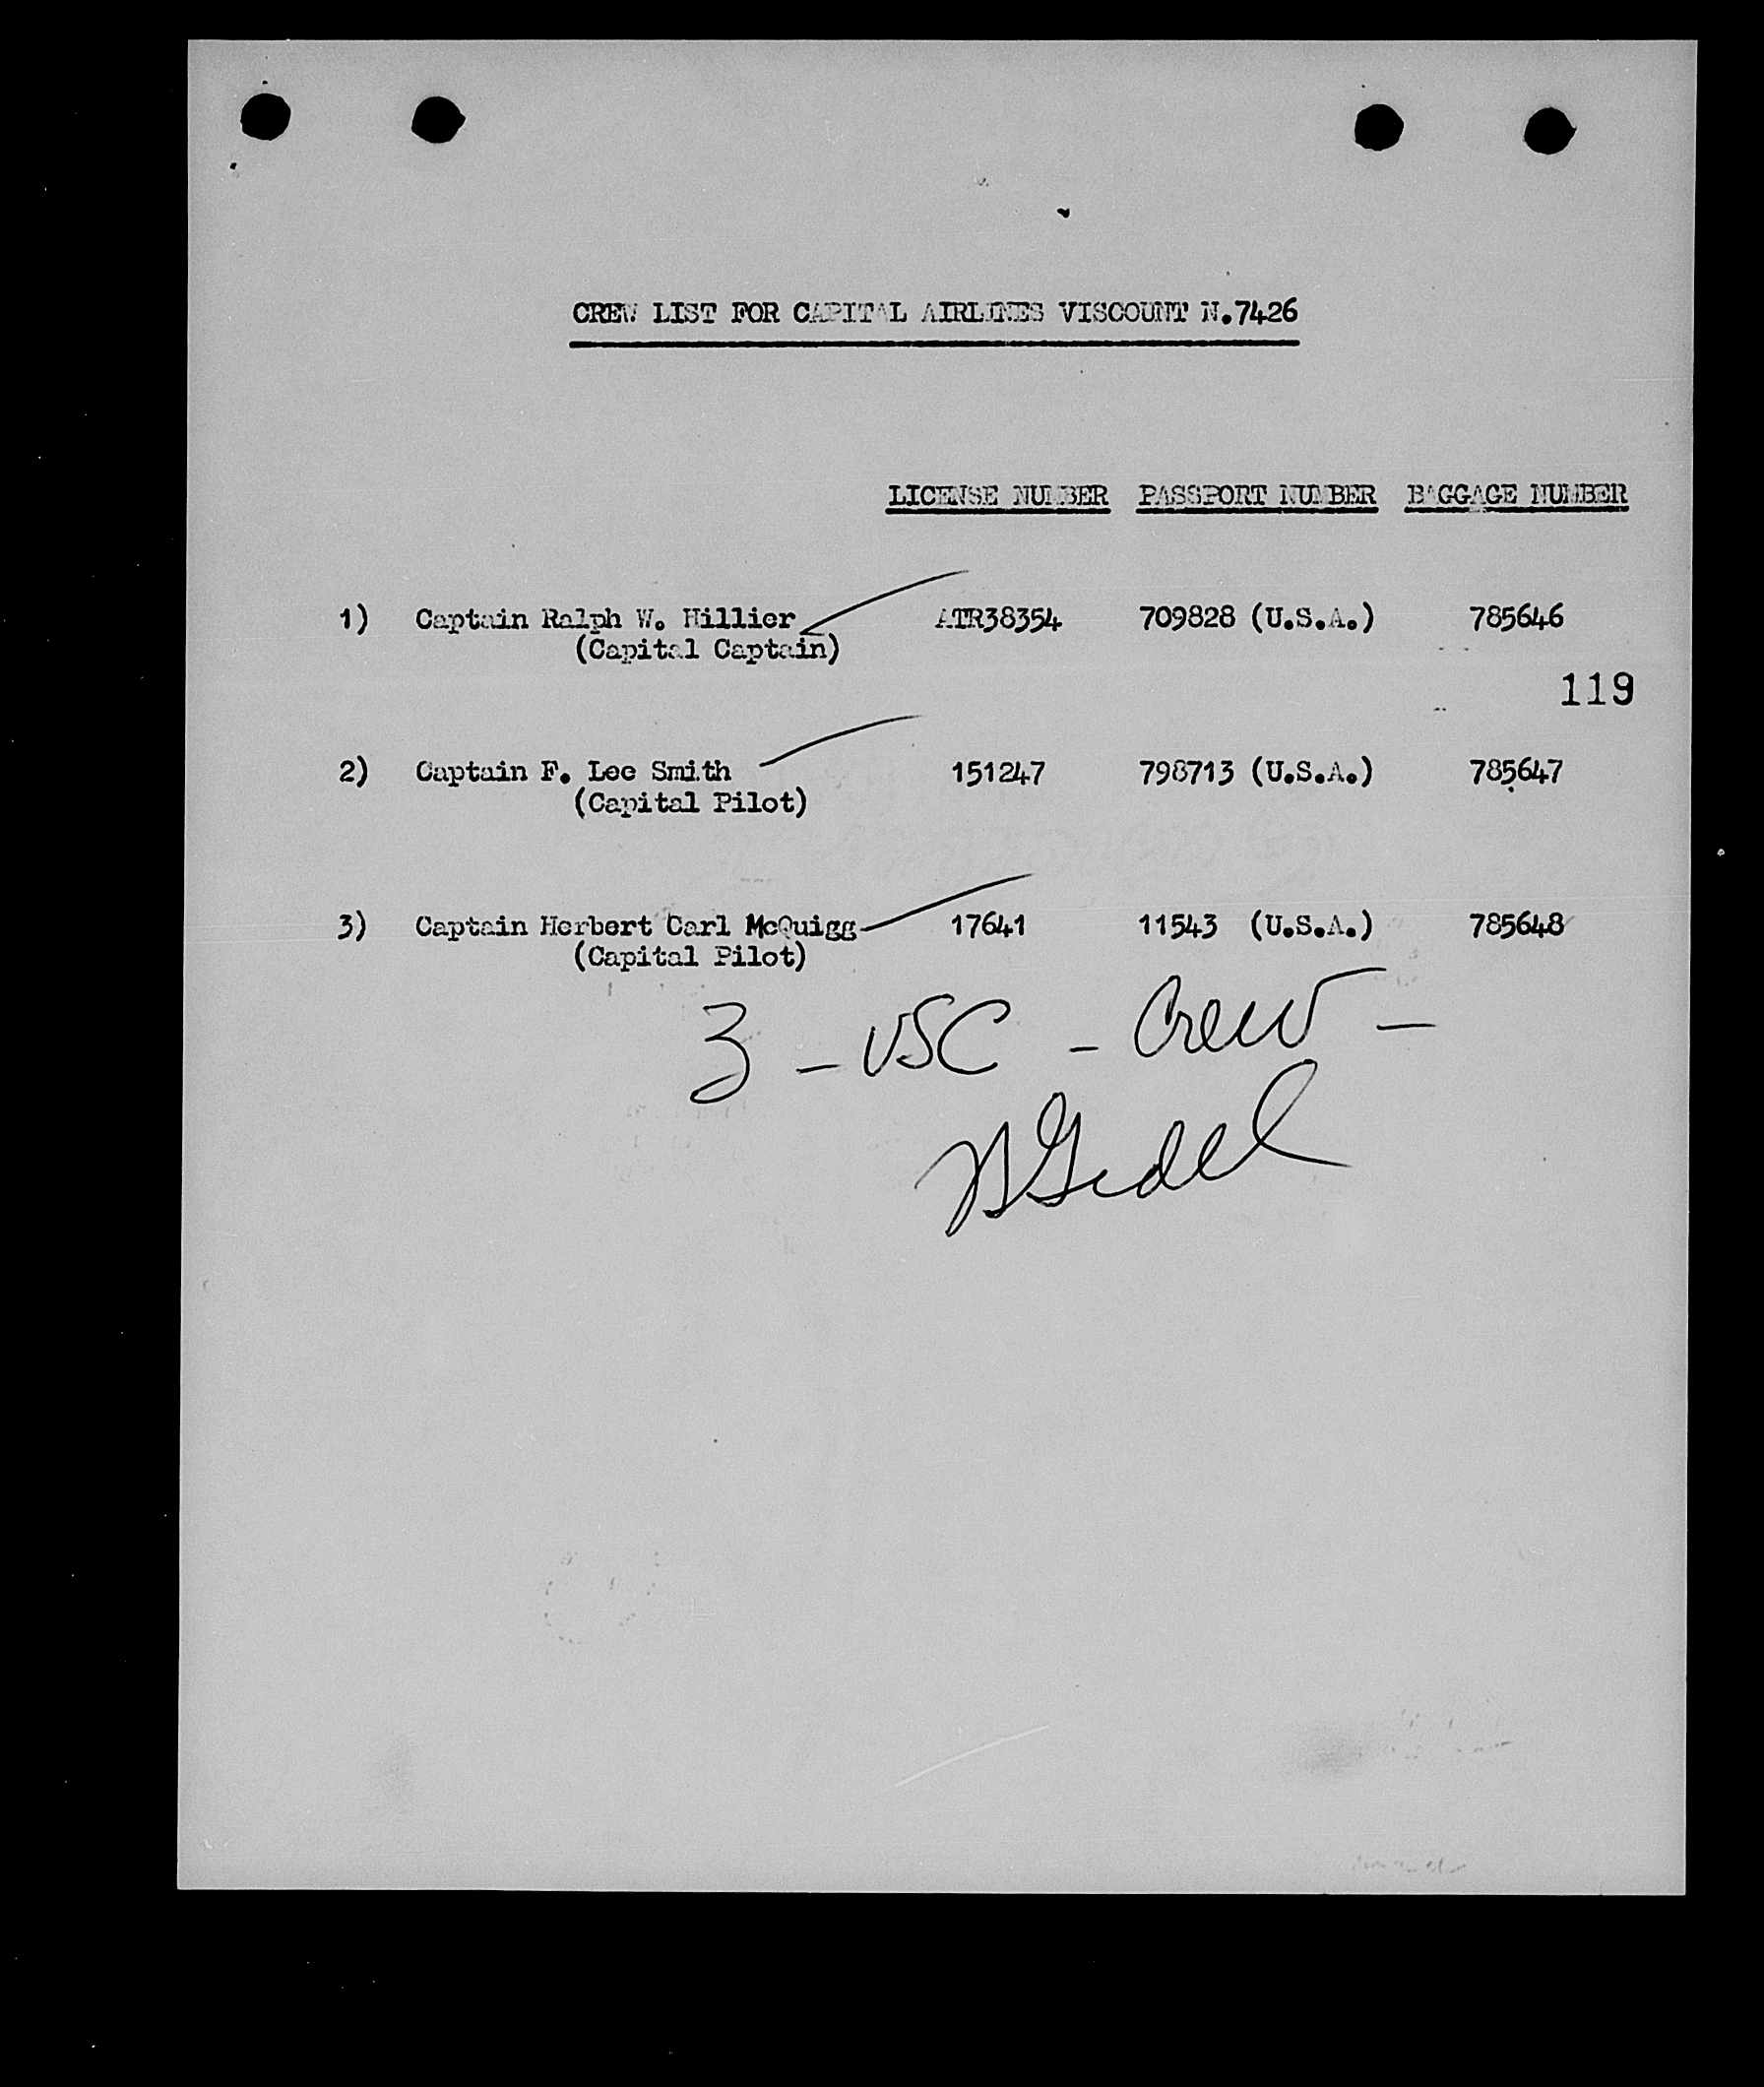 CREW LIST FOR CAPITAL AIRLINES VISCOUNT N.7426
LICENSE NUMBER PASSPORT NUMBER BAGGAGE NUMBER
1) Captain Ralph W. Hillier ATR38354 709828 (U.S.A.) 785646
(Capital Captain)
119
2) Captain F. Lee Smith 151247 798713 (U.S.A.) 785647
(Capital Pilot)
3) Captain Herbert Carl McQuigg 17641 11543 (U.S.A.) 785648
(Capital Pilot)
3 - USC - Crew -